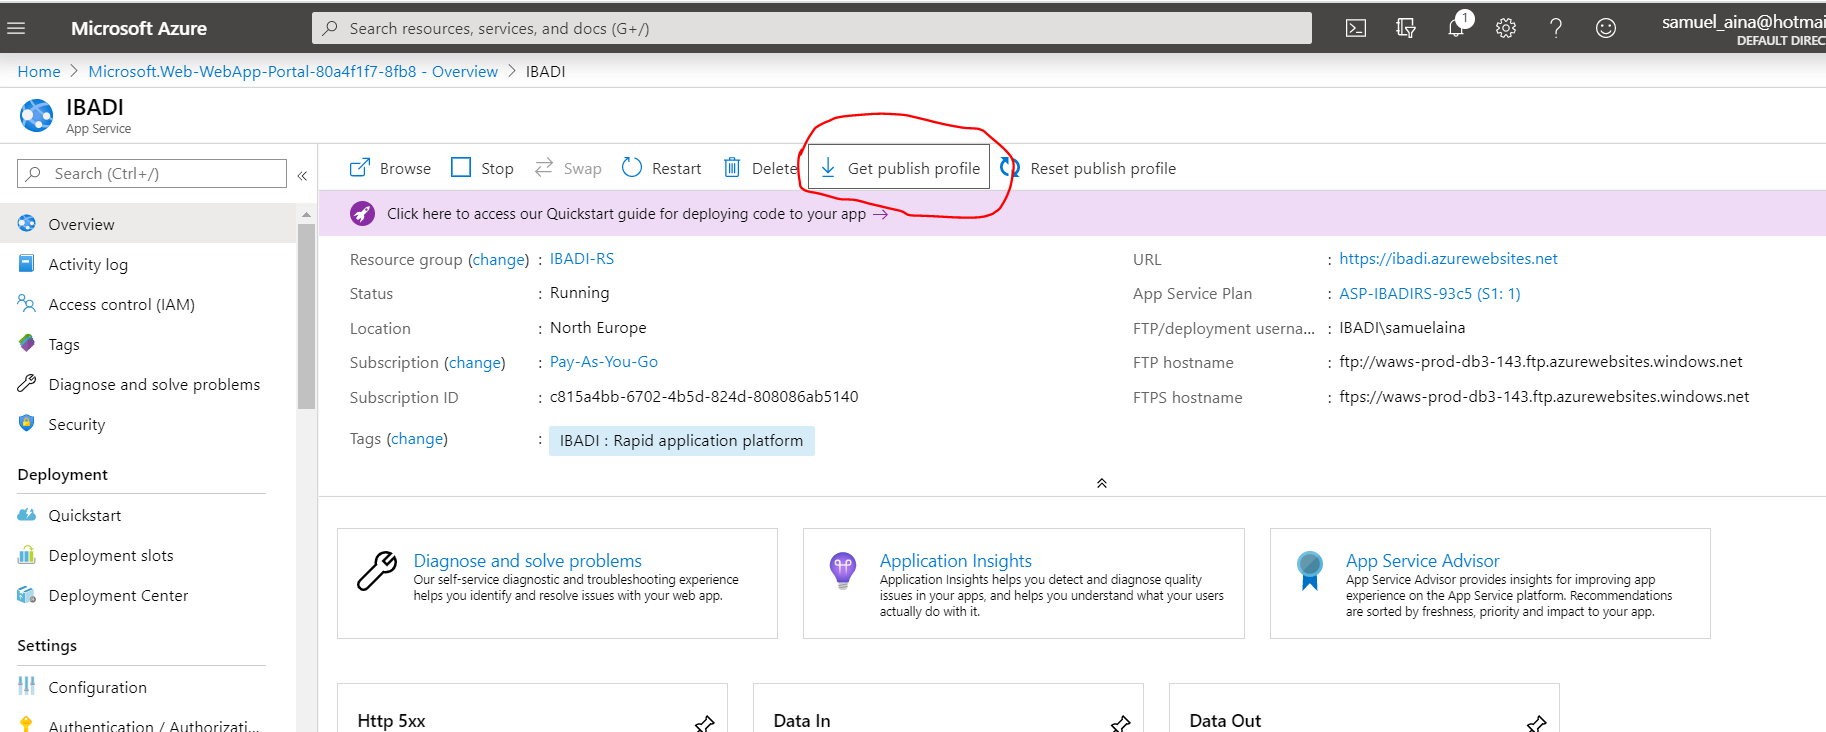 Microsoft Azure
Search resources, services, and docs (G+/)
1
samuel_aina@hotmai
DEFAULT DIREC
Home > Microsoft.Web-WebApp-Portal-80a4f1f7-8fb8 - Overview > IBADI
IBADI
App Service
Search (Ctrl+/)
«
Overview
Activity log
Access control (IAM)
Tags
Diagnose and solve problems
Security
Deployment
Quickstart
Deployment slots
Deployment Center
Settings
Configuration
Authentication / Authorizati...
Browse
Stop
Swap
Restart
Delete
Get publish profile
Reset publish profile
Click here to access our Quickstart guide for deploying code to your app →
Resource group (change) : IBADI-RS
Status : Running
Location : North Europe
Subscription (change) : Pay-As-You-Go
Subscription ID : c815a4bb-6702-4b5d-824d-808086ab5140
Tags (change) : IBADI : Rapid application platform
URL : https://ibadi.azurewebsites.net
App Service Plan : ASP-IBADIRS-93c5 (S1: 1)
FTP/deployment userna... : IBADI\samuelaina
FTP hostname : ftp://waws-prod-db3-143.ftp.azurewebsites.windows.net
FTPS hostname : ftps://waws-prod-db3-143.ftp.azurewebsites.windows.net
Diagnose and solve problems
Our self-service diagnostic and troubleshooting experience
helps you identify and resolve issues with your web app.
Application Insights
Application Insights helps you detect and diagnose quality
issues in your apps, and helps you understand what your users
actually do with it.
App Service Advisor
App Service Advisor provides insights for improving app
experience on the App Service platform. Recommendations
are sorted by freshness, priority and impact to your app.
Http 5xx
Data In
Data Out